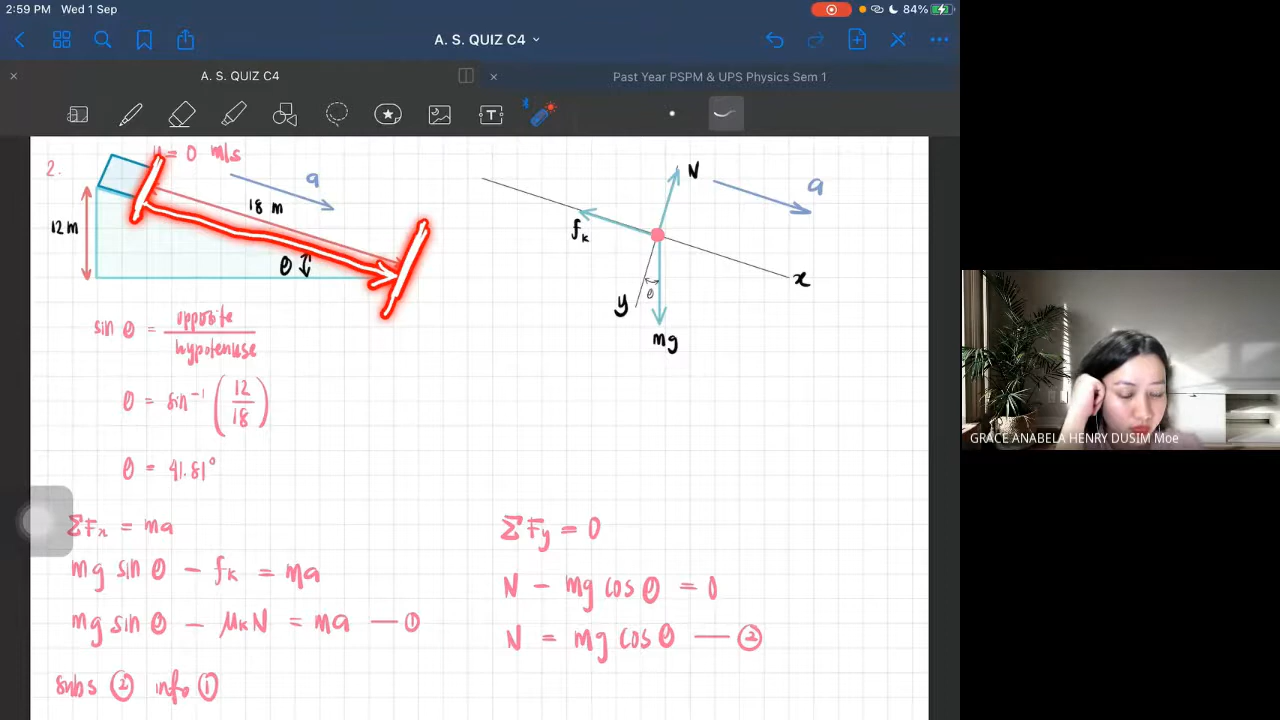 2:59 PM Wed 1 Sep
84%
A. S. QUIZ C4
A. S. QUIZ C4
Past Year PSPM & UPS Physics Sem 1
T
2.
u = 0 m/s
a
18 m
12 m
θ
N
a
fk
x
θ
y
mg
sin θ = opposite / hypotenuse
θ = sin⁻¹ (12/18)
θ = 41.81°
ΣFx = ma
mg sin θ - fk = ma
mg sin θ - μkN = ma — ①
subs ② into ①
ΣFy = 0
N - mg cos θ = 0
N = mg cos θ — ②
GRACE ANABELA HENRY DUSIM Moe